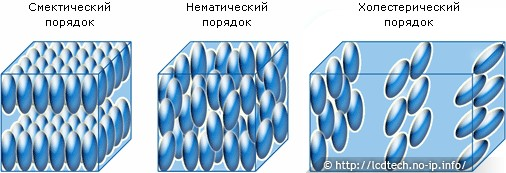 Смектический
порядок
Нематический
порядок
Холестерический
порядок
© http://lcdtech.no-ip.info/